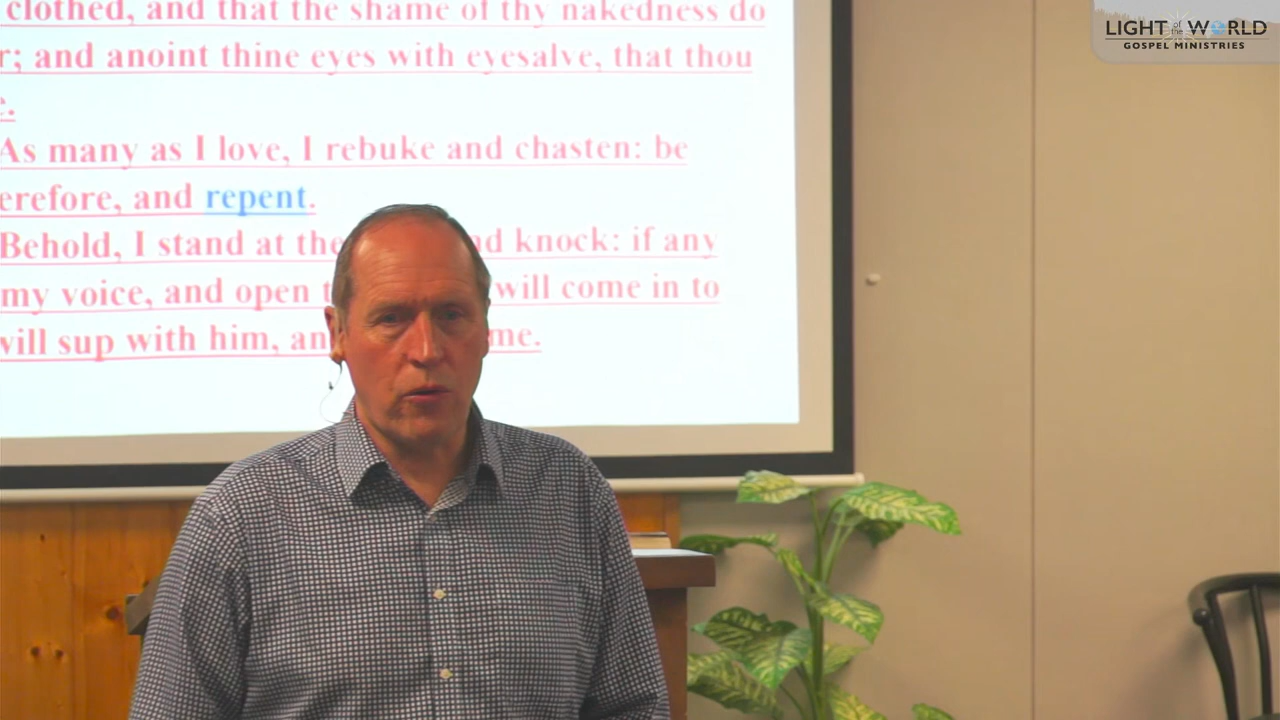 clothed, and that the shame of thy nakedness do
r; and anoint thine eyes with eyesalve, that thou
e.
As many as I love, I rebuke and chasten: be
erefore, and repent.
Behold, I stand at the nd knock: if any
my voice, and open t will come in to
will sup with him, an me.
LIGHT of the WORLD
GOSPEL MINISTRIES